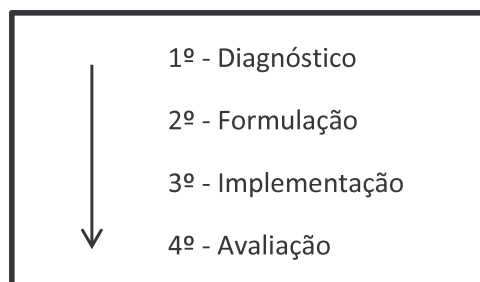 1º - Diagnóstico
2º - Formulação
3º - Implementação
4º - Avaliação